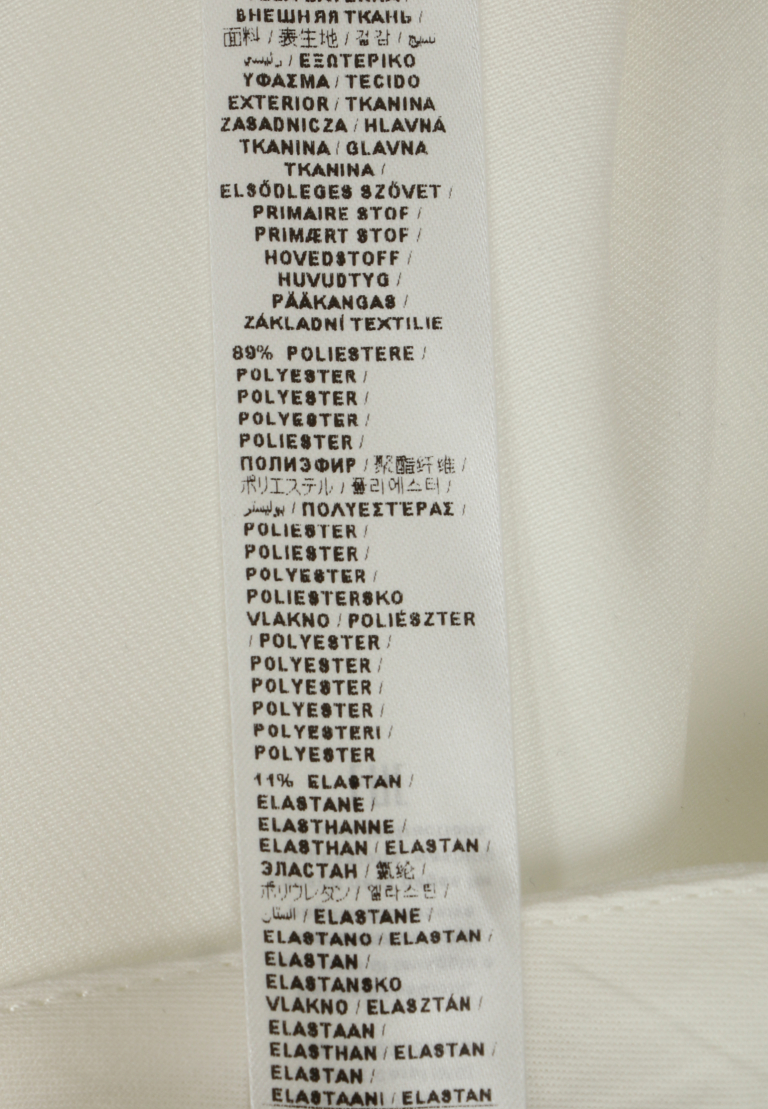 ВНЕШНЯЯ ТКАНЬ /
面料 / 表生地 / 겉감 / نسيج
رئيسي / ΕΞΩΤΕΡΙΚΟ
ΥΦΑΣΜΑ / TECIDO
EXTERIOR / TKANINA
ZASADNICZA / HLAVNÁ
TKANINA / GLAVNA
TKANINA /
ELSŐDLEGES SZÖVET /
PRIMAIRE STOF /
PRIMÆRT STOF /
HOVEDSTOFF /
HUVUDTYG /
PÄÄKANGAS /
ZÁKLADNÍ TEXTILIE
89% POLIESTERE /
POLYESTER /
POLYESTER /
POLYESTER /
POLIESTER /
ПОЛИЭФИР / 聚酯纤维 /
ポリエステル / 폴리에스터 /
بوليستر / ΠΟΛΥΕΣΤΈΡΑΣ /
POLIESTER /
POLIESTER /
POLYESTER /
POLIESTERSKO
VLAKNO / POLIÉSZTER
/ POLYESTER /
POLYESTER /
POLYESTER /
POLYESTER /
POLYESTERI /
POLYESTER
11% ELASTAN /
ELASTANE /
ELASTHANNE /
ELASTHAN / ELASTAN /
ЭЛАСТАН / 氨纶 /
ポリウレタン / 엘라스틴 /
الستان / ELASTANE /
ELASTANO / ELASTAN /
ELASTAN /
ELASTANSKO
VLAKNO / ELASZTÁN /
ELASTAAN /
ELASTHAN / ELASTAN /
ELASTAN /
ELASTAANI / ELASTAN